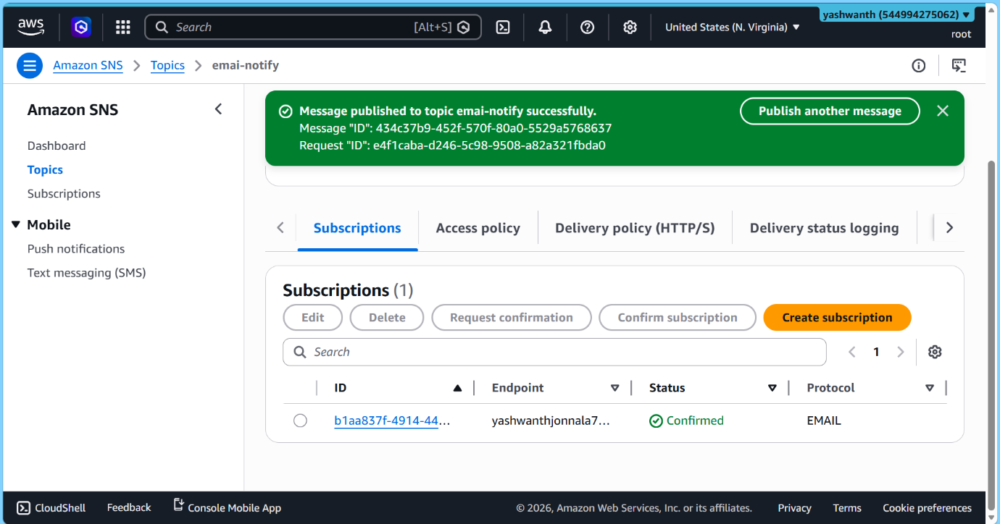 aws
Search [Alt+S]
United States (N. Virginia)
yashwanth (544994275062)
root
Amazon SNS
Topics
emai-notify
Amazon SNS
Dashboard
Topics
Subscriptions
Mobile
Push notifications
Text messaging (SMS)
Message published to topic emai-notify successfully.
Message "ID": 434c37b9-452f-570f-80a0-5529a5768637
Request "ID": e4f1caba-d246-5c98-9508-a82a321fbda0
Publish another message
Subscriptions
Access policy
Delivery policy (HTTP/S)
Delivery status logging
Subscriptions (1)
Edit
Delete
Request confirmation
Confirm subscription
Create subscription
Search
1
ID
Endpoint
Status
Protocol
b1aa837f-4914-44...
yashwanthjonnala7...
Confirmed
EMAIL
CloudShell
Feedback
Console Mobile App
© 2026, Amazon Web Services, Inc. or its affiliates.
Privacy
Terms
Cookie preferences